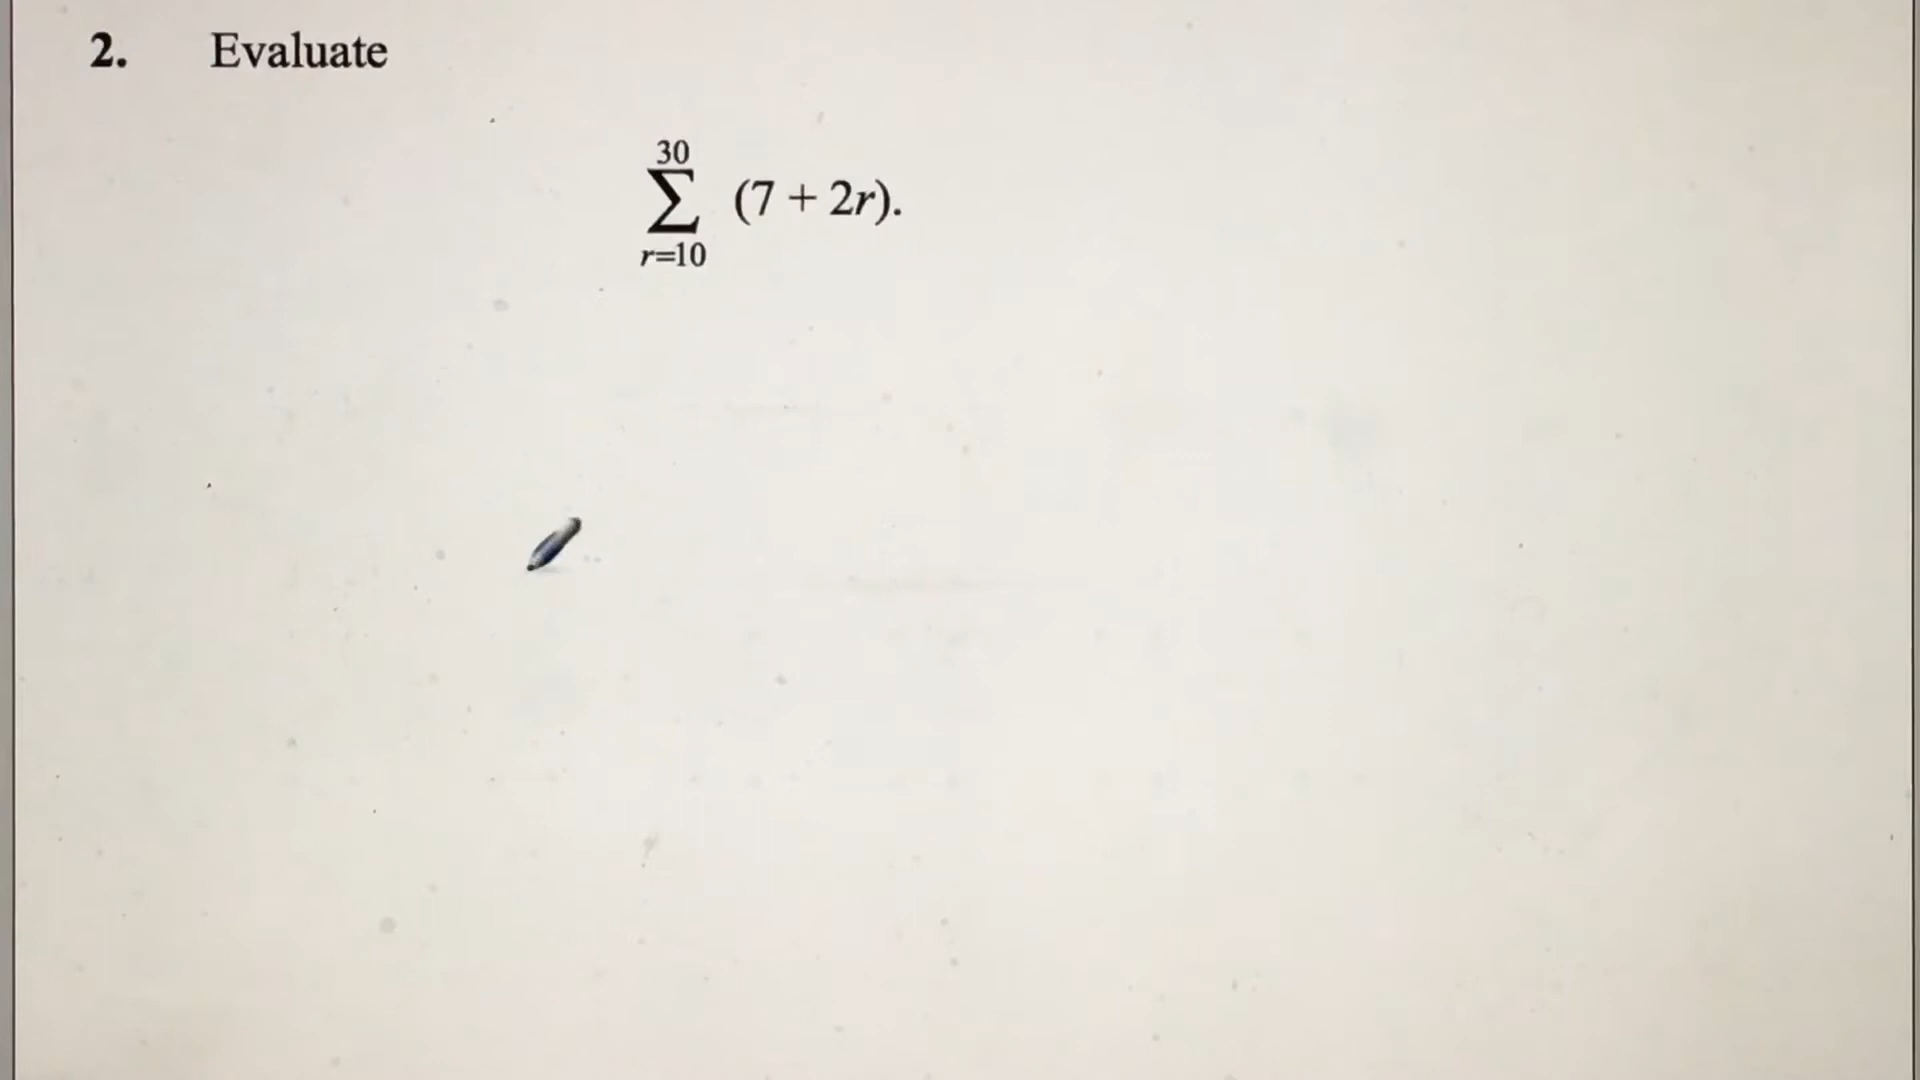 2. Evaluate
30
∑ (7 + 2r).
r=10